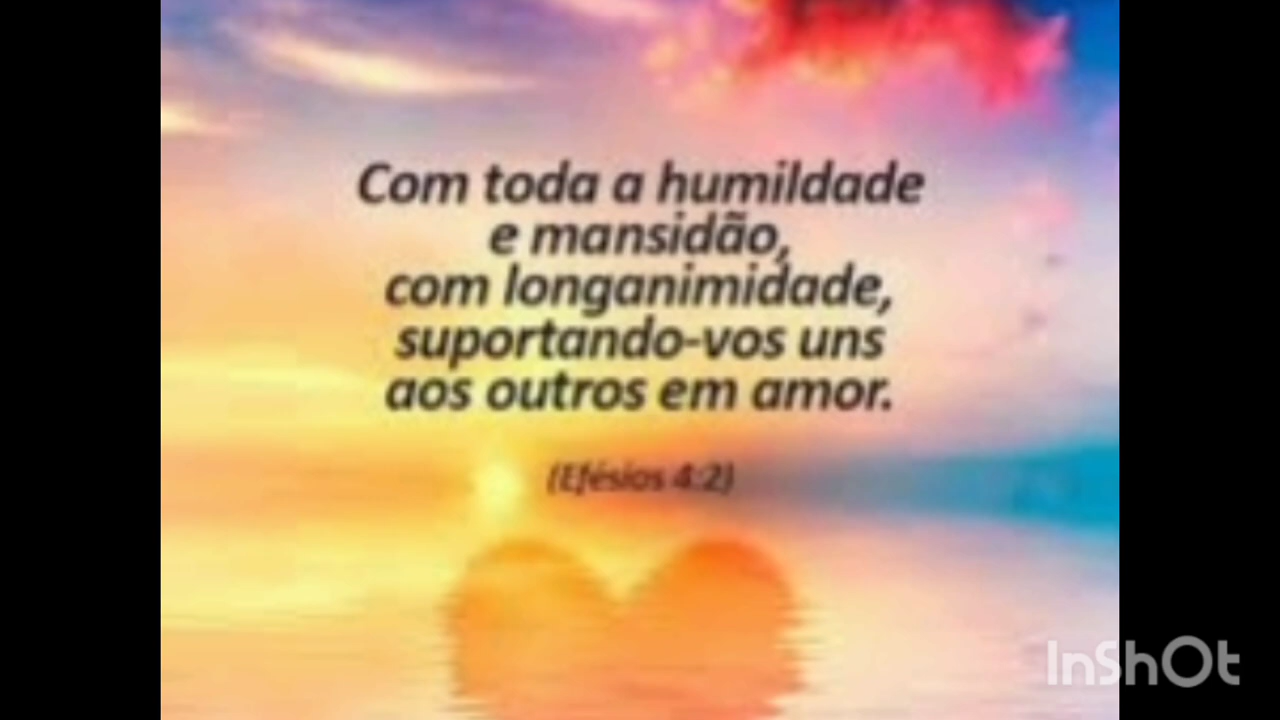 Com toda a humildade
e mansidão,
com longanimidade,
suportando-vos uns
aos outros em amor.
(Efésios 4:2)
InShOt